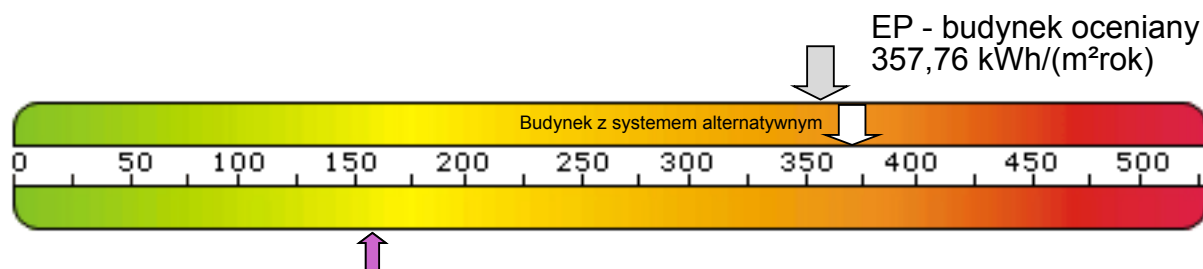 EP - budynek oceniany
357,76 kWh/(m²rok)
Budynek z systemem alternatywnym
0 50 100 150 200 250 300 350 400 450 500